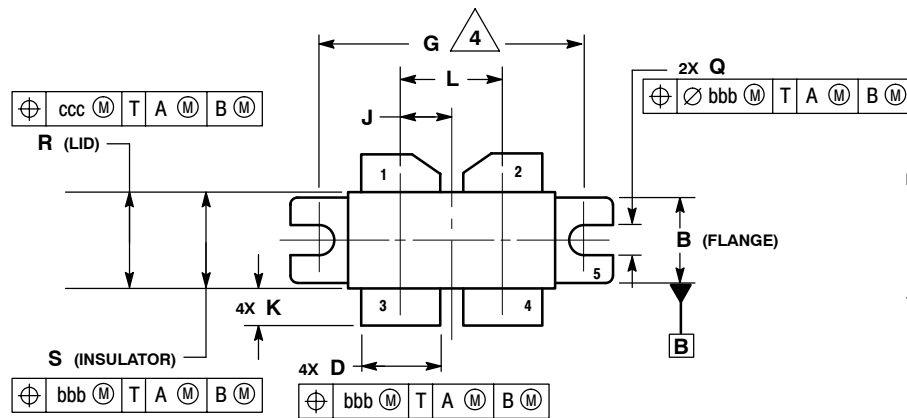 G 4
2X Q
⌖ ⌀ bbb Ⓜ T A Ⓜ B Ⓜ
L
⌖ ccc Ⓜ T A Ⓜ B Ⓜ
J
R (LID)
1 2
B (FLANGE)
5
4X K
3 4
S (INSULATOR)
B
4X D
⌖ bbb Ⓜ T A Ⓜ B Ⓜ
⌖ bbb Ⓜ T A Ⓜ B Ⓜ